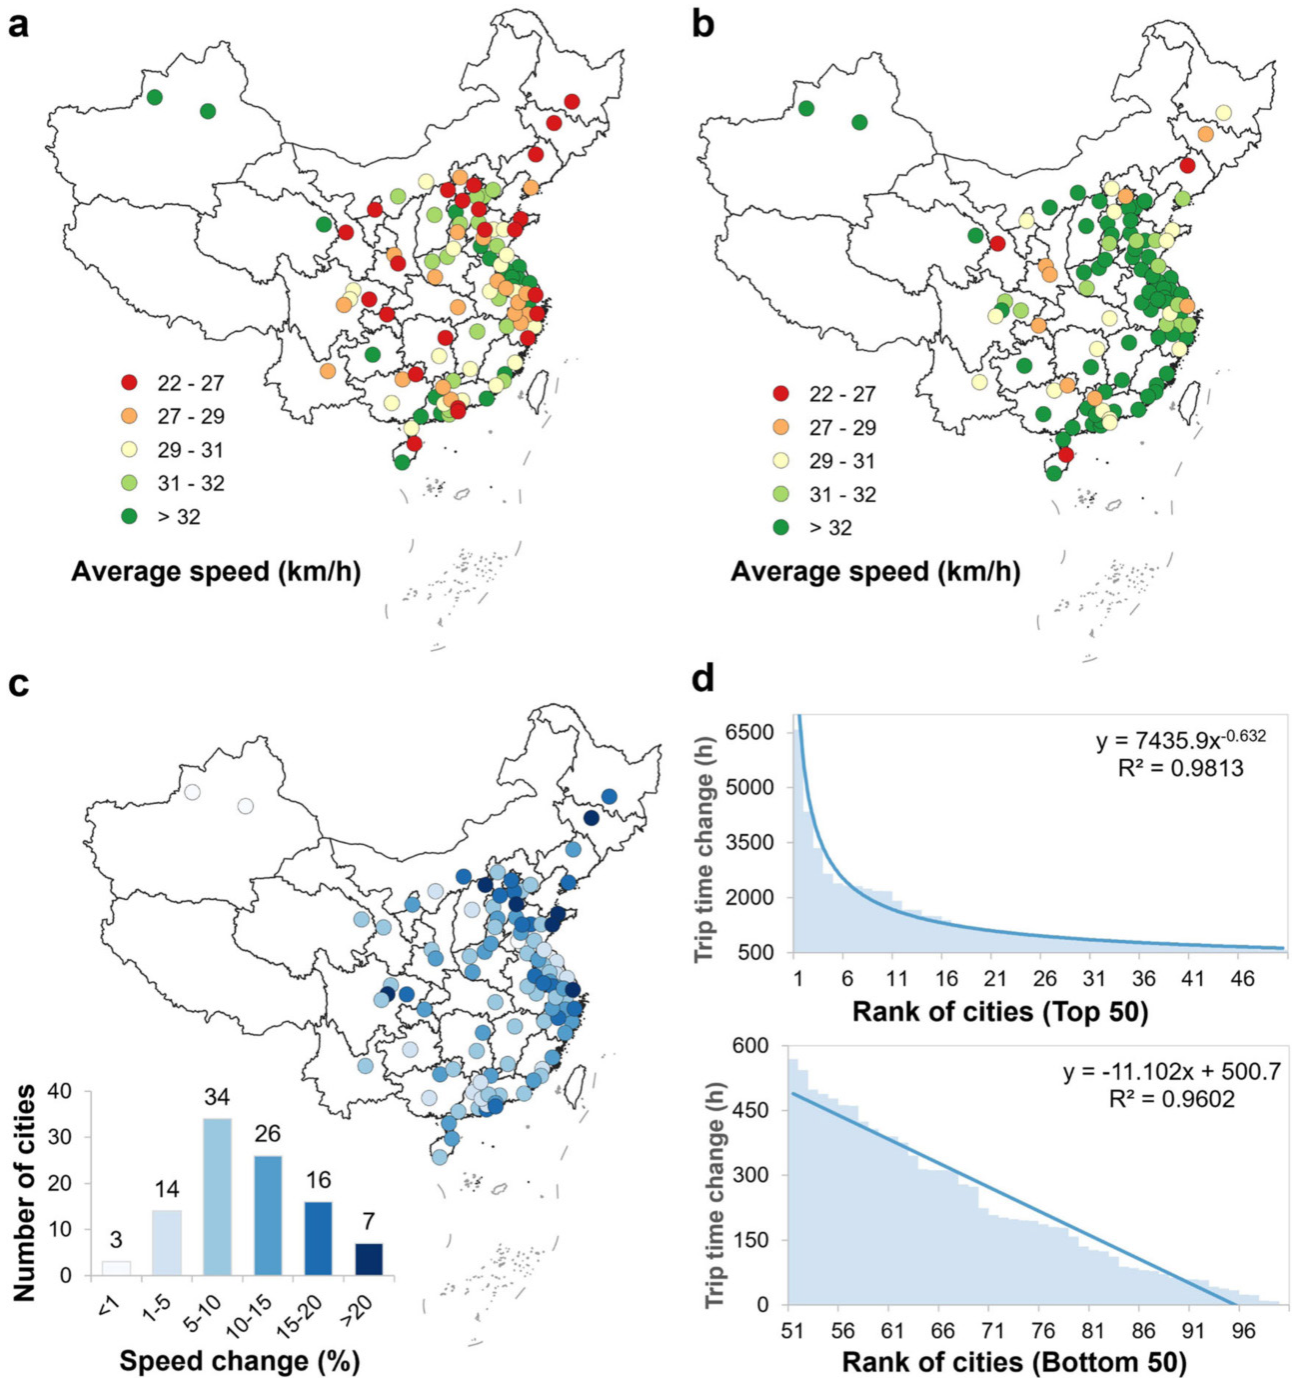 a
22 - 27
27 - 29
29 - 31
31 - 32
> 32
Average speed (km/h)
b
22 - 27
27 - 29
29 - 31
31 - 32
> 32
Average speed (km/h)
c
Number of cities
40
30
20
10
0
3
14
34
26
16
7
<1
1-5
5-10
10-15
15-20
>20
Speed change (%)
d
Trip time change (h)
6500
5000
3500
2000
500
y = 7435.9x^-0.632
R² = 0.9813
1 6 11 16 21 26 31 36 41 46
Rank of cities (Top 50)
Trip time change (h)
600
450
300
150
0
y = -11.102x + 500.7
R² = 0.9602
51 56 61 66 71 76 81 86 91 96
Rank of cities (Bottom 50)